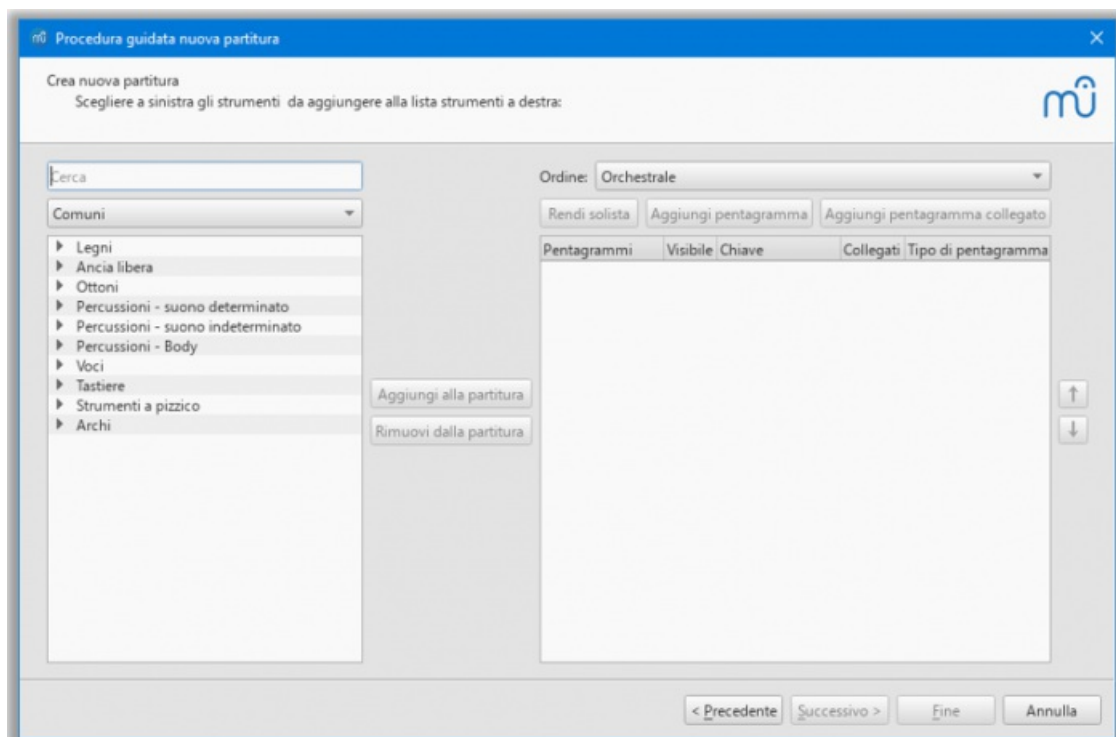 Procedura guidata nuova partitura
Crea nuova partitura
Scegliere a sinistra gli strumenti da aggiungere alla lista strumenti a destra:
Cerca
Ordine: Orchestrale
Comuni
Rendi solista Aggiungi pentagramma Aggiungi pentagramma collegato
Pentagrammi Visibile Chiave Collegati Tipo di pentagramma
Legni
Ancia libera
Ottoni
Percussioni - suono determinato
Percussioni - suono indeterminato
Percussioni - Body
Voci
Tastiere
Strumenti a pizzico
Archi
Aggiungi alla partitura
Rimuovi dalla partitura
< Precedente Successivo > Fine Annulla